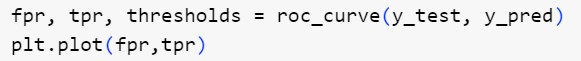 fpr, tpr, thresholds = roc_curve(y_test, y_pred)
plt.plot(fpr,tpr)